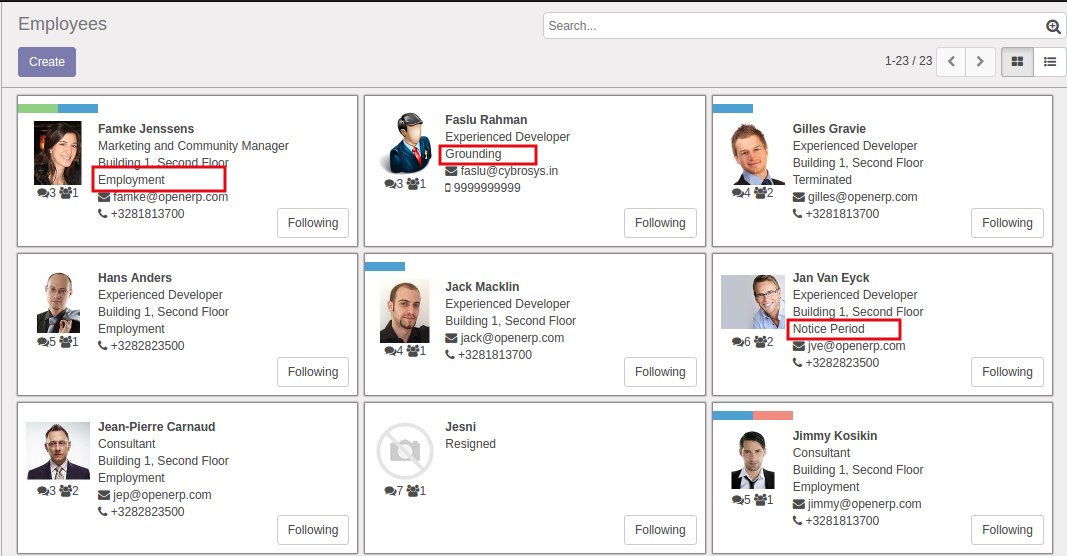 Employees
Search...
Create
1-23 / 23
Famke Jenssens
Marketing and Community Manager
Building 1, Second Floor
Employment
famke@openerp.com
+3281813700
3 1
Following
Faslu Rahman
Experienced Developer
Grounding
faslu@cybrosys.in
9999999999
3 1
Following
Gilles Gravie
Experienced Developer
Building 1, Second Floor
Terminated
gilles@openerp.com
+3281813700
4 2
Following
Hans Anders
Experienced Developer
Building 1, Second Floor
Employment
+3282823500
5 1
Following
Jack Macklin
Experienced Developer
Building 1, Second Floor
jack@openerp.com
+3281813700
4 1
Following
Jan Van Eyck
Experienced Developer
Building 1, Second Floor
Notice Period
jve@openerp.com
+3282823500
6 2
Following
Jean-Pierre Carnaud
Consultant
Building 1, Second Floor
Employment
jep@openerp.com
+3282823500
3 2
Following
Jesni
Resigned
7 1
Following
Jimmy Kosikin
Consultant
Building 1, Second Floor
Employment
jimmy@openerp.com
+3281813700
5 1
Following